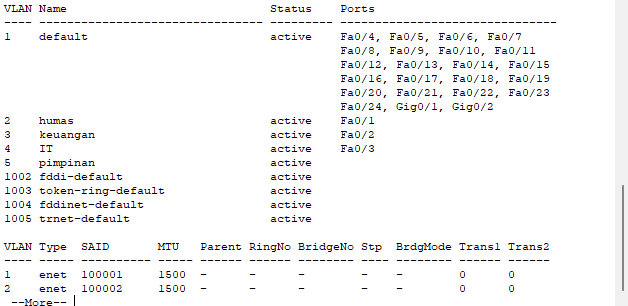 VLAN Name                             Status    Ports
---- -------------------------------- --------- -------------------------------
1    default                          active    Fa0/4, Fa0/5, Fa0/6, Fa0/7
                                                Fa0/8, Fa0/9, Fa0/10, Fa0/11
                                                Fa0/12, Fa0/13, Fa0/14, Fa0/15
                                                Fa0/16, Fa0/17, Fa0/18, Fa0/19
                                                Fa0/20, Fa0/21, Fa0/22, Fa0/23
                                                Fa0/24, Gig0/1, Gig0/2
2    humas                            active    Fa0/1
3    keuangan                         active    Fa0/2
4    IT                               active    Fa0/3
5    pimpinan                         active
1002 fddi-default                     active
1003 token-ring-default               active
1004 fddinet-default                  active
1005 trnet-default                    active
VLAN Type  SAID       MTU   Parent RingNo BridgeNo Stp  BrdgMode Trans1 Trans2
---- ----- ---------- ----- ------ ------ -------- ---- -------- ------ ------
1    enet  100001     1500  -      -      -        -    -        0      0
2    enet  100002     1500  -      -      -        -    -        0      0
--More--